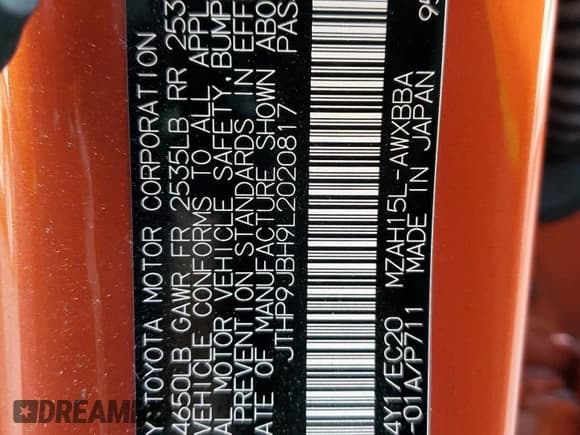 Y: TOYOTA MOTOR CORPORATION
4650LB GAWR FR 2535LB RR 253
VEHICLE CONFORMS TO ALL APPL
AL MOTOR VEHICLE SAFETY, BUMP
PREVENTION STANDARDS IN EFF
ATE OF MANUFACTURE SHOWN ABO
JTHP9JBH9L2020817 PAS
95
4Y1/EC20 MZAH15L-AWXBBA
-01A/P711 MADE IN JAPAN
DREAM